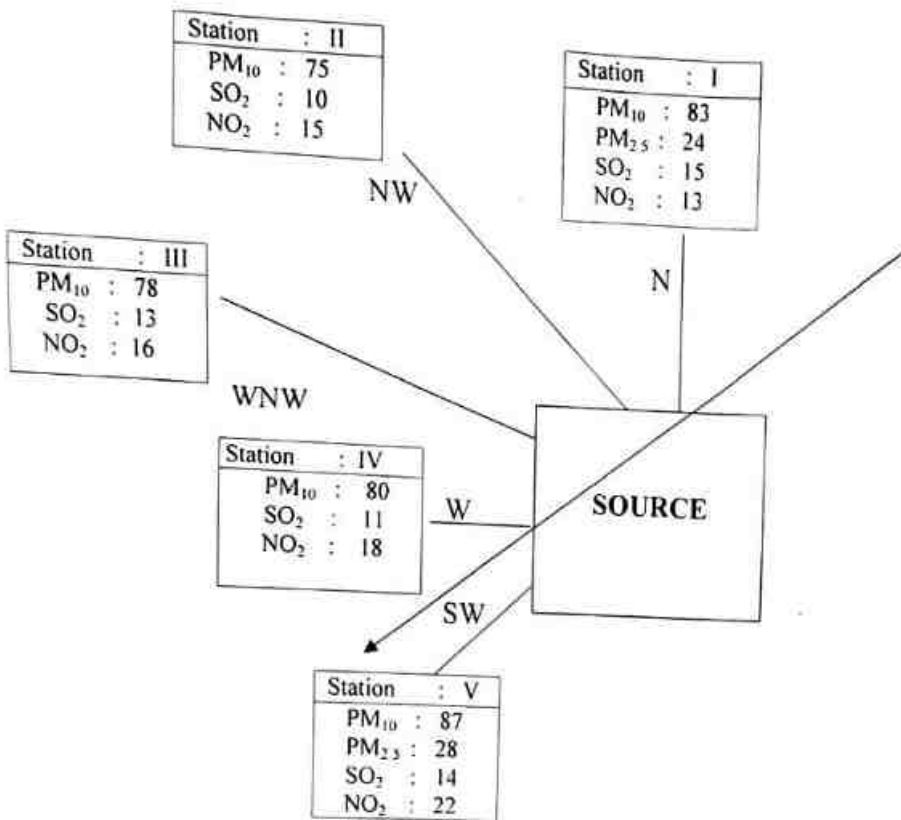 Station : II
PM₁₀ : 75
SO₂ : 10
NO₂ : 15
Station : I
PM₁₀ : 83
PM₂.₅ : 24
SO₂ : 15
NO₂ : 13
NW
N
Station : III
PM₁₀ : 78
SO₂ : 13
NO₂ : 16
WNW
Station : IV
PM₁₀ : 80
SO₂ : 11
NO₂ : 18
W
SOURCE
SW
Station : V
PM₁₀ : 87
PM₂.₅ : 28
SO₂ : 14
NO₂ : 22